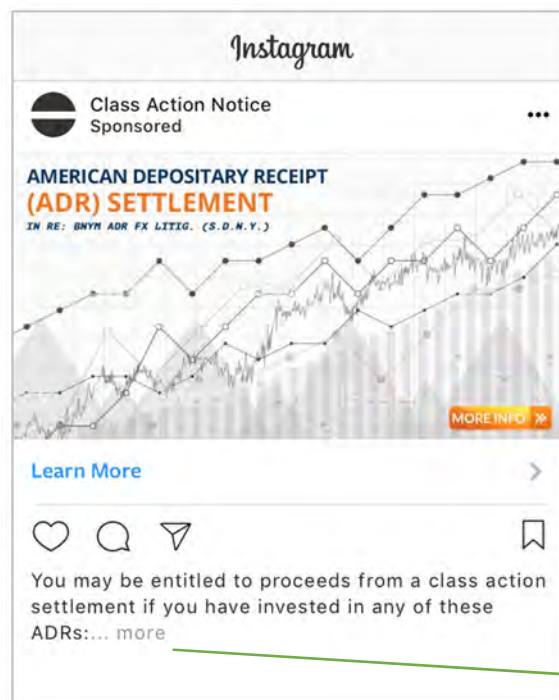 Instagram
Class Action Notice
Sponsored
AMERICAN DEPOSITARY RECEIPT
(ADR) SETTLEMENT
IN RE: BNYM ADR FX LITIG. (S.D.N.Y.)
MORE INFO
Learn More
You may be entitled to proceeds from a class action
settlement if you have invested in any of these
ADRs:... more